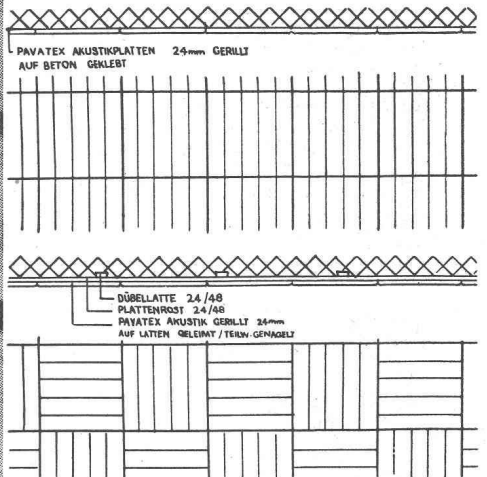 PAVATEX AKUSTIKPLATTEN 24mm GERILLT
AUF BETON GEKLEBT
DÜBELLATTE 24/48
PLATTENROST 24/48
PAVATEX AKUSTIK GERILLT 24mm
AUF LATTEN GELEIMT/TEILW. GENAGELT